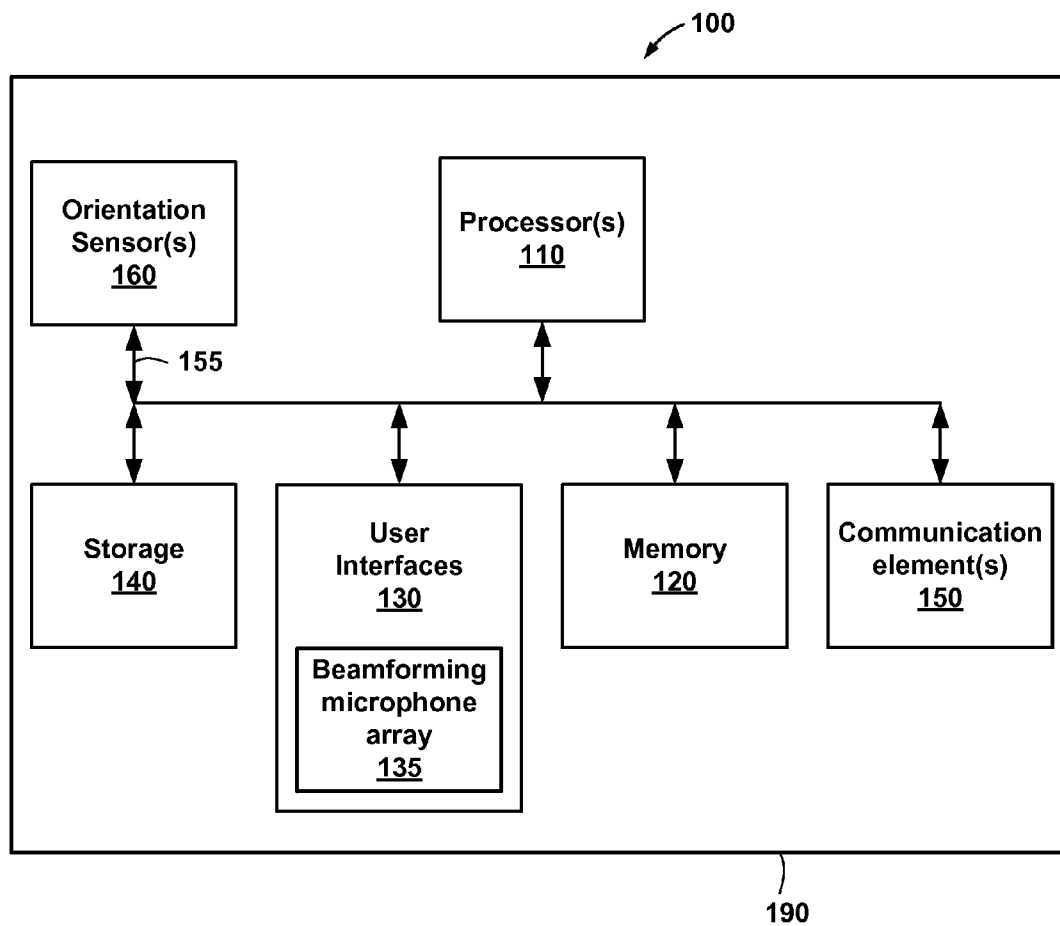 100
Orientation
Sensor(s)
160
Processor(s)
110
155
Storage
140
User
Interfaces
130
Beamforming
microphone
array
135
Memory
120
Communication
element(s)
150
190